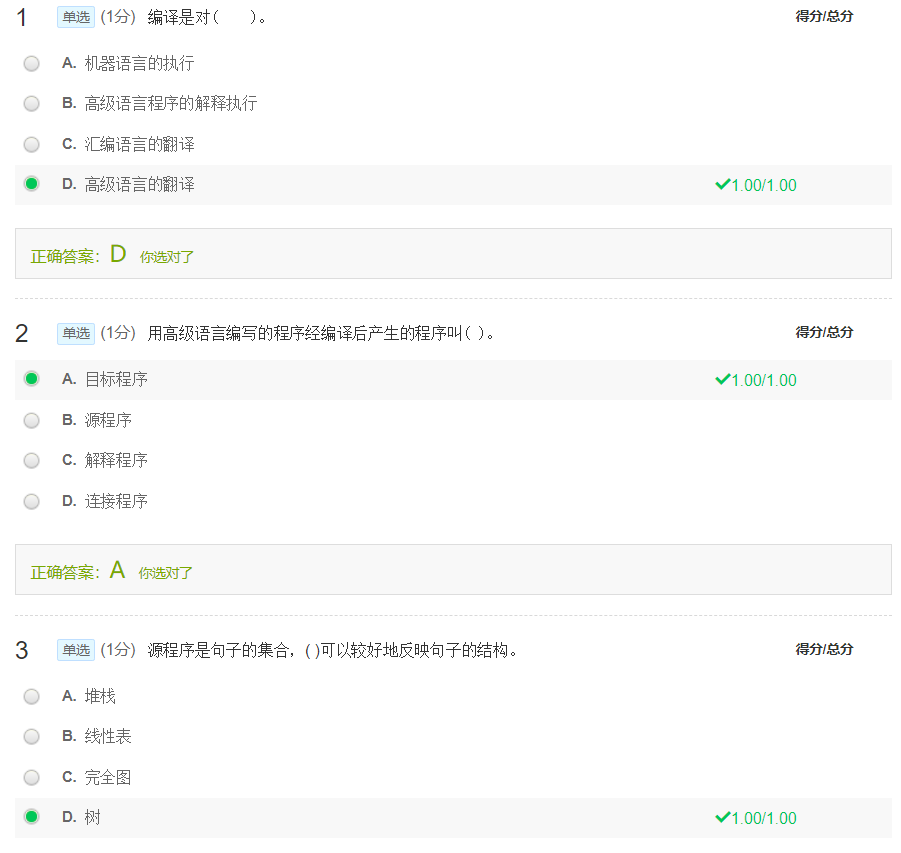 1 单选 (1分) 编译是对( )。 得分/总分
A. 机器语言的执行
B. 高级语言程序的解释执行
C. 汇编语言的翻译
D. 高级语言的翻译 1.00/1.00
正确答案：D 你选对了
2 单选 (1分) 用高级语言编写的程序经编译后产生的程序叫( )。 得分/总分
A. 目标程序 1.00/1.00
B. 源程序
C. 解释程序
D. 连接程序
正确答案：A 你选对了
3 单选 (1分) 源程序是句子的集合，( )可以较好地反映句子的结构。 得分/总分
A. 堆栈
B. 线性表
C. 完全图
D. 树 1.00/1.00